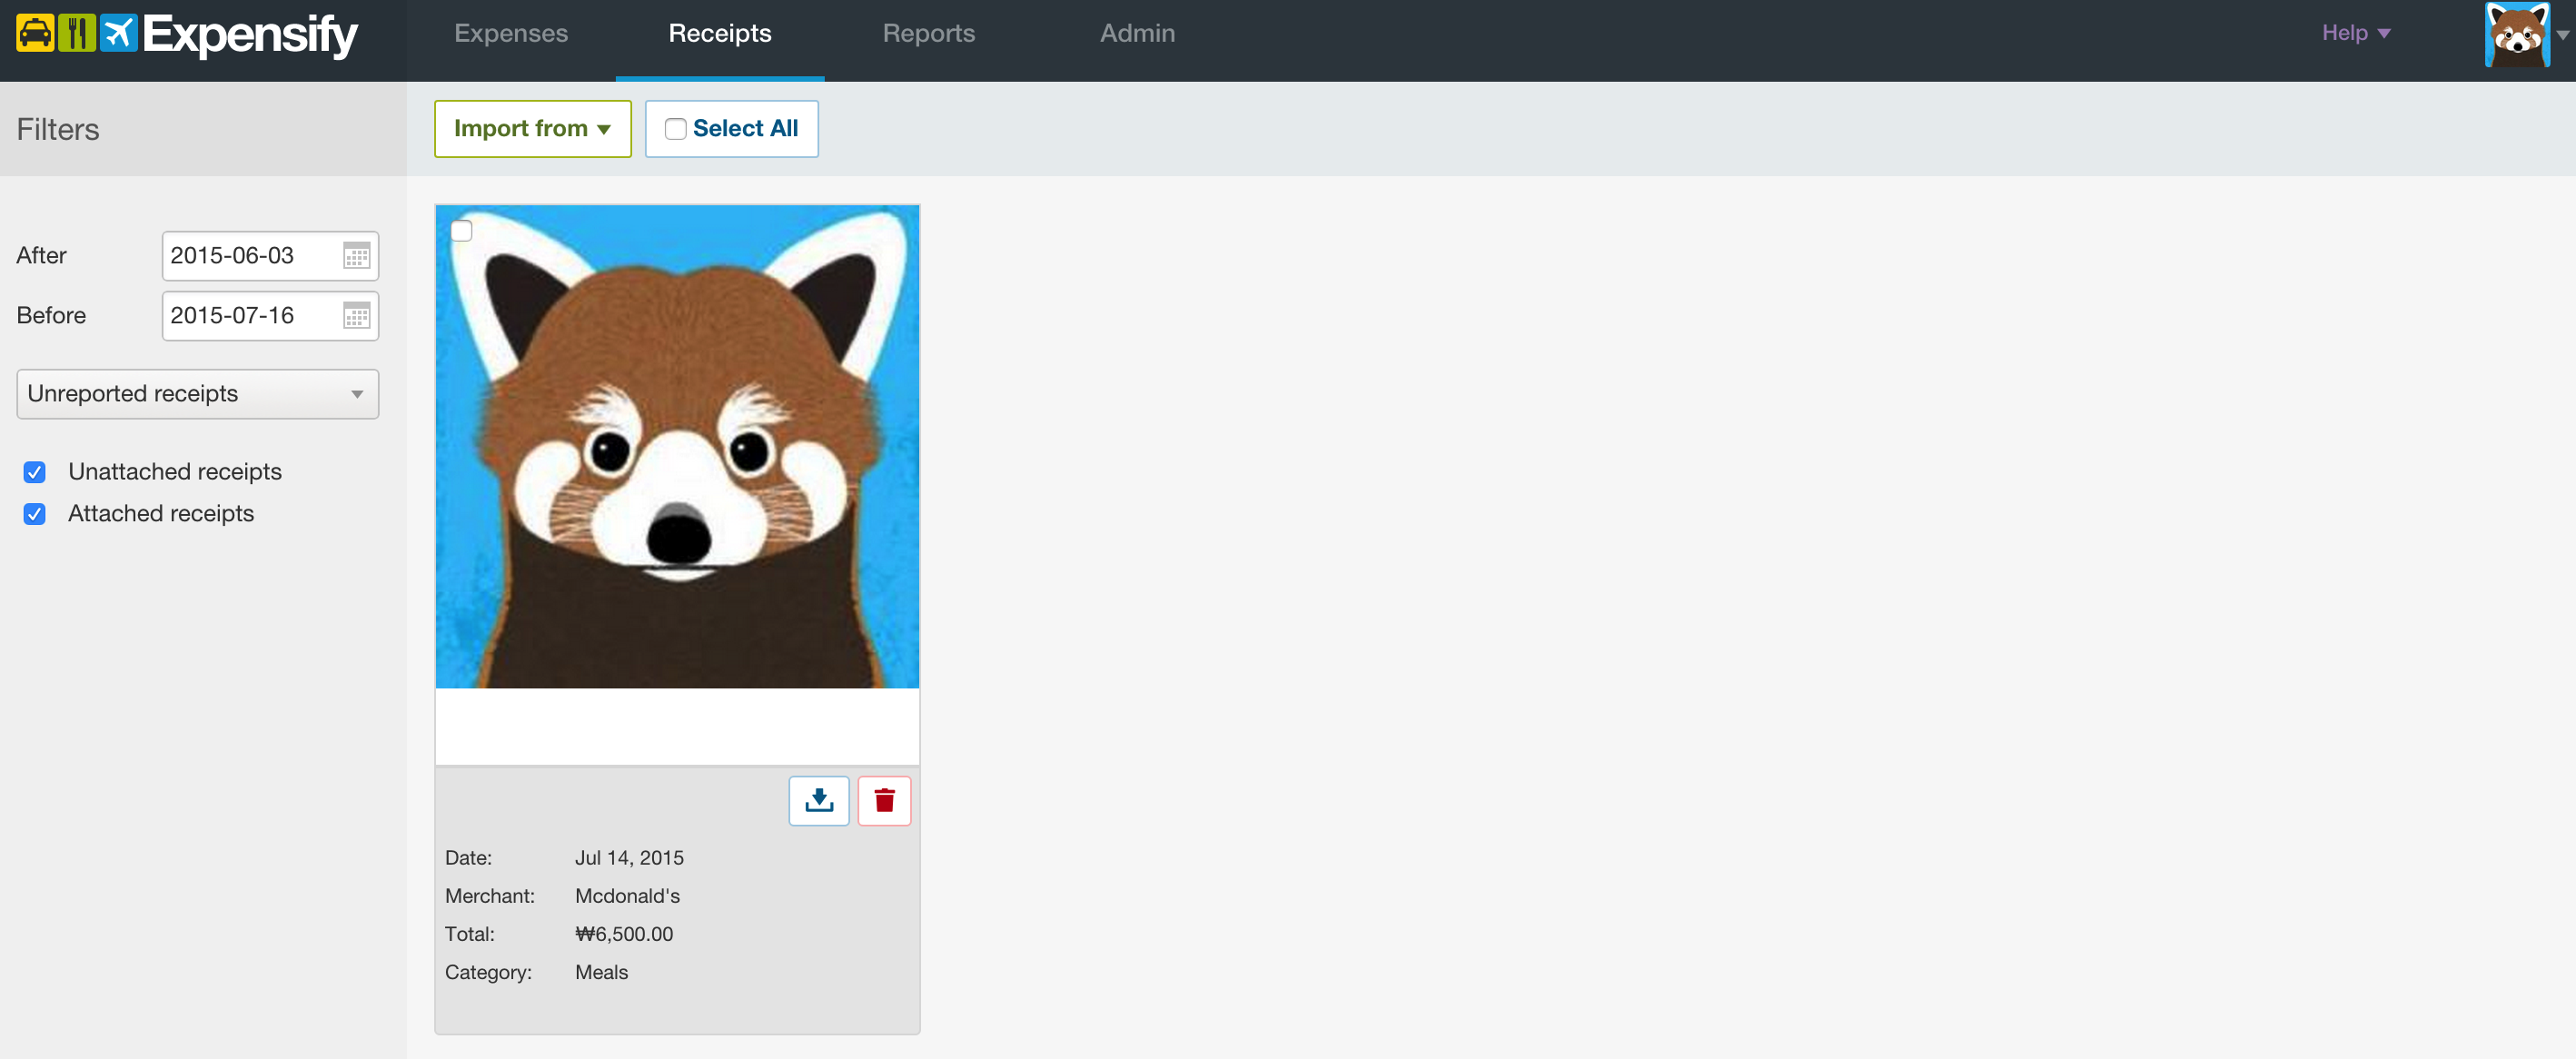 Expensify Expenses Receipts Reports Admin Help
Filters
Import from Select All
After 2015-06-03
Before 2015-07-16
Unreported receipts
Unattached receipts
Attached receipts
Date: Jul 14, 2015
Merchant: Mcdonald's
Total: ₩6,500.00
Category: Meals